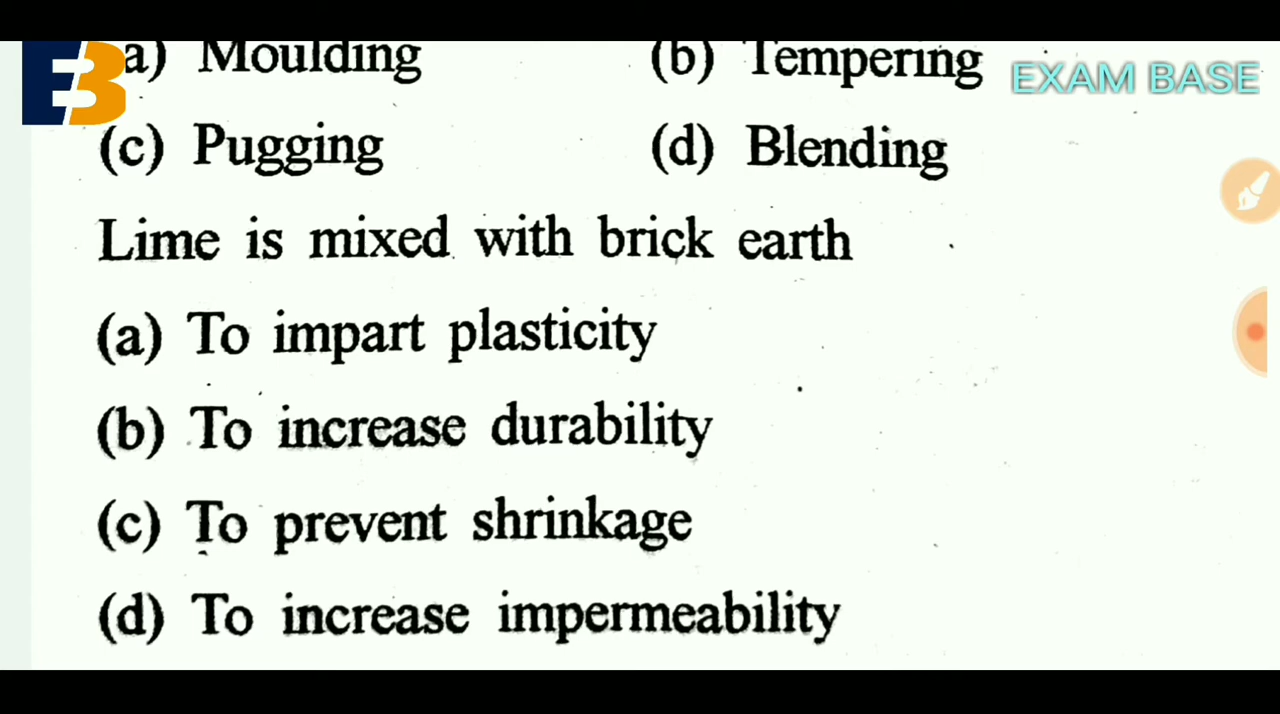 a) Moulding (b) Tempering
EXAM BASE
(c) Pugging (d) Blending
Lime is mixed with brick earth
(a) To impart plasticity
(b) To increase durability
(c) To prevent shrinkage
(d) To increase impermeability